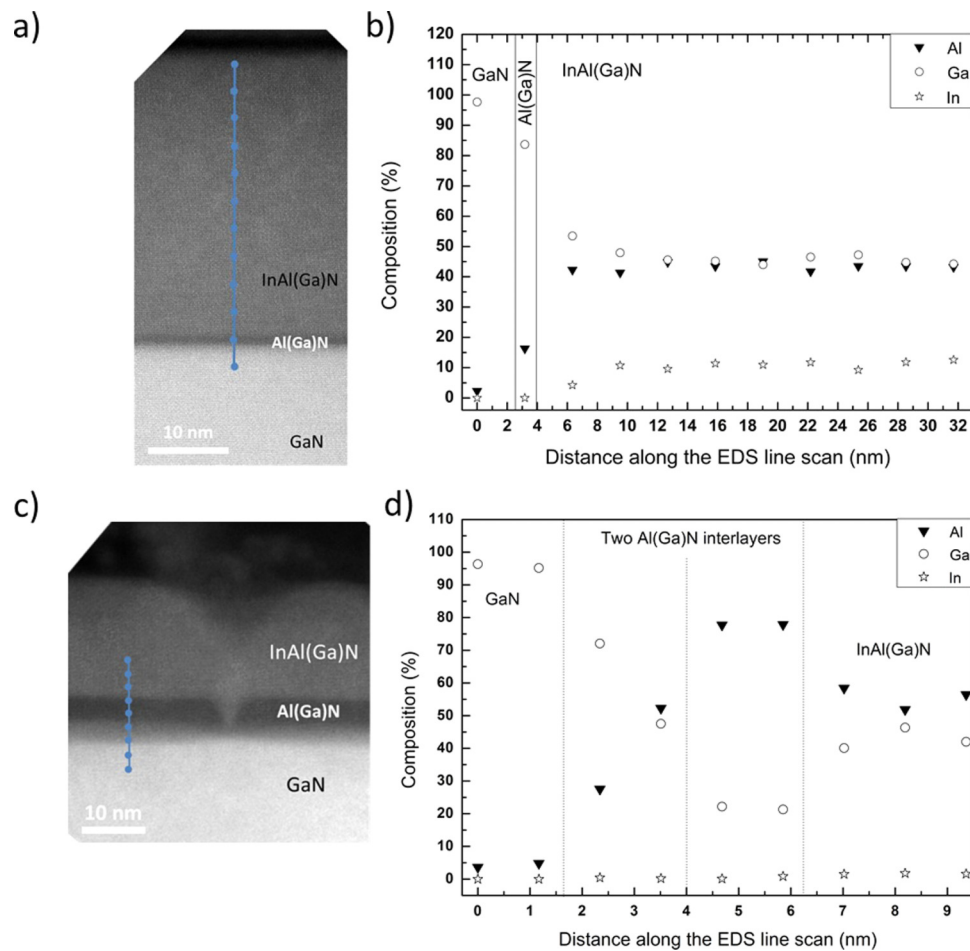 a)
InAl(Ga)N
Al(Ga)N
10 nm
GaN
b)
120
110
100
90
80
70
60
50
40
30
20
10
0
Composition (%)
GaN
Al(Ga)N
InAl(Ga)N
Al
Ga
In
0 2 4 6 8 10 12 14 16 18 20 22 24 26 28 30 32
Distance along the EDS line scan (nm)
c)
InAl(Ga)N
Al(Ga)N
GaN
10 nm
d)
110
100
90
80
70
60
50
40
30
20
10
0
Composition (%)
Two Al(Ga)N interlayers
GaN
InAl(Ga)N
Al
Ga
In
0 1 2 3 4 5 6 7 8 9
Distance along the EDS line scan (nm)